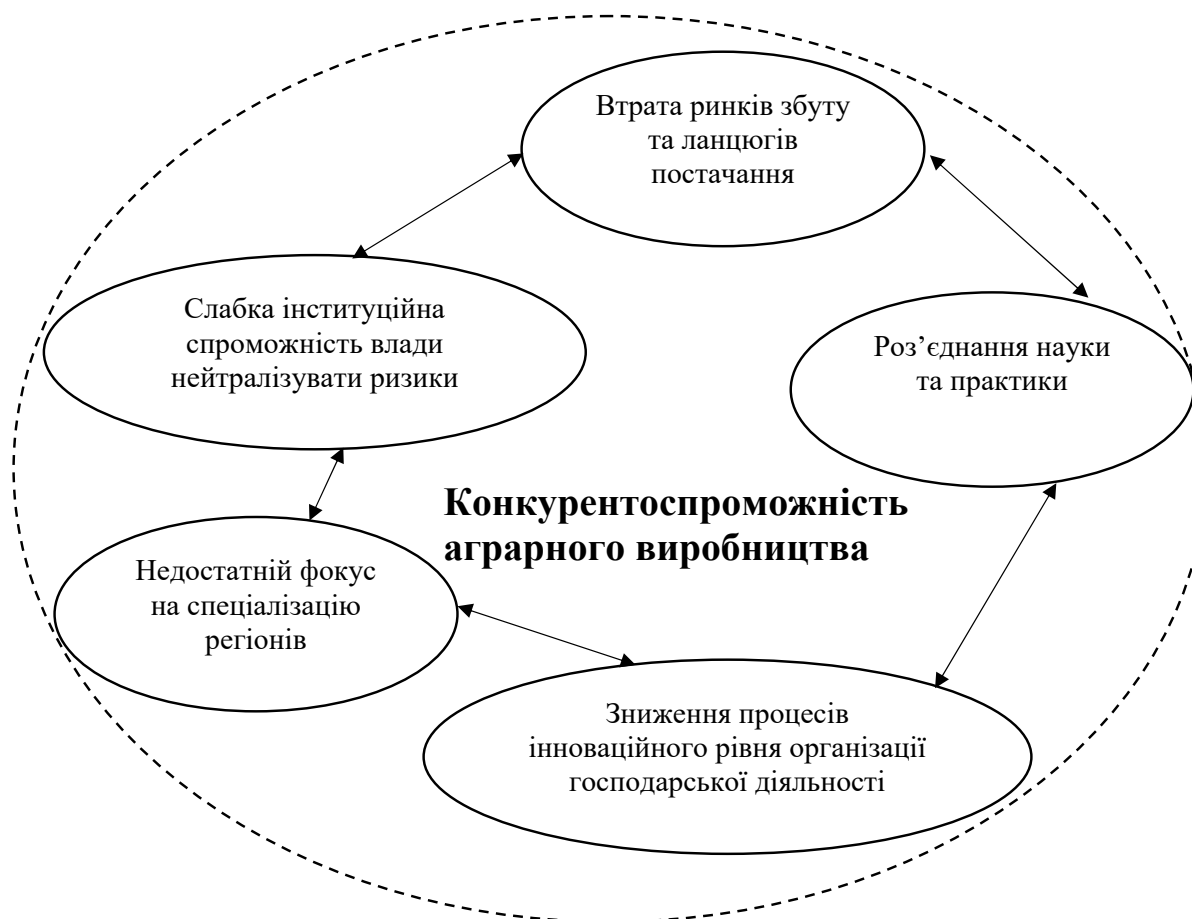 Втрата ринків збуту
та ланцюгів
постачання
Слабка інституційна
спроможність влади
нейтралізувати ризики
Роз’єднання науки
та практики
Конкурентоспроможність
аграрного виробництва
Недостатній фокус
на спеціалізацію
регіонів
Зниження процесів
інноваційного рівня організації
господарської діяльності